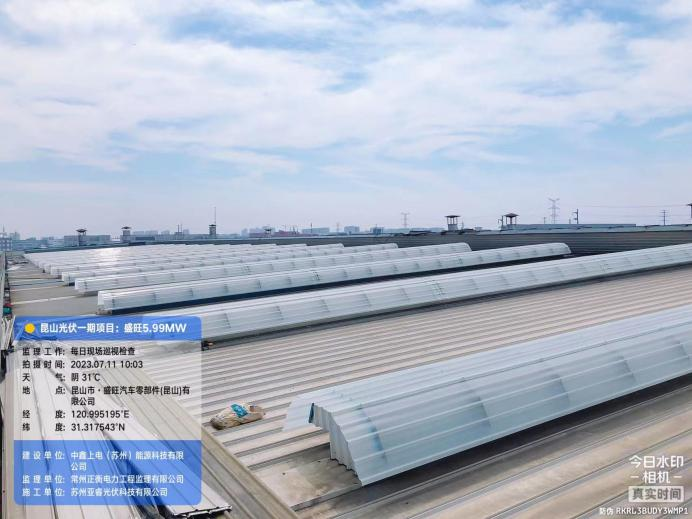 昆山光伏一期项目：盛旺5.99MW
监理工作：每日现场巡视检查
拍摄时间：2023.07.11 10:03
天气：阴 31℃
地点：昆山市·盛旺汽车零部件(昆山)有
限公司
经度：120.995195°E
纬度：31.317543°N
建设单位：中鑫上电（苏州）能源科技有限
公司
监理单位：常州正衡电力工程监理有限公司
施工单位：苏州亚睿光伏科技有限公司
今日水印
相机
真实时间
防伪 RKRL3BUDY3WMP1